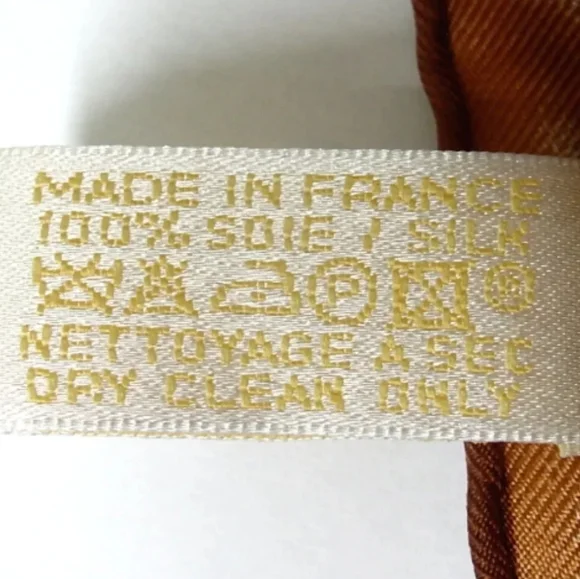 MADE IN FRANCE
100% SOIE / SILK
P ®
NETTOYAGE A SEC
DRY CLEAN ONLY